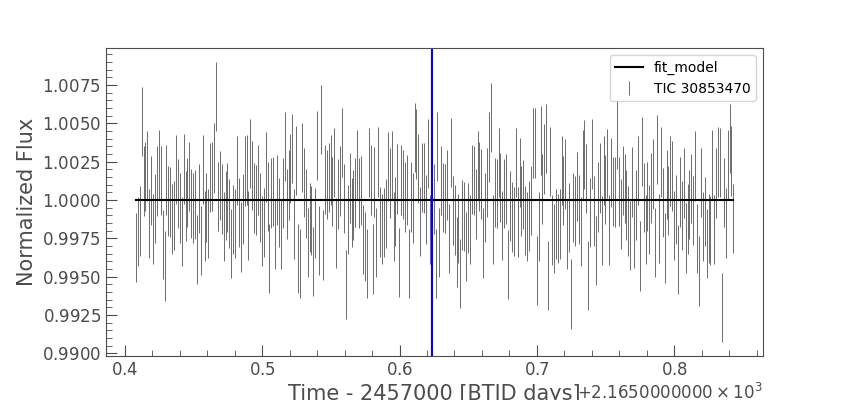 1.0075
1.0050
1.0025
1.0000
0.9975
0.9950
0.9925
0.9900
Normalized Flux
fit_model
TIC 30853470
0.4 0.5 0.6 0.7 0.8
Time - 2457000 [BTJD days]
+2.1650000000 × 10³